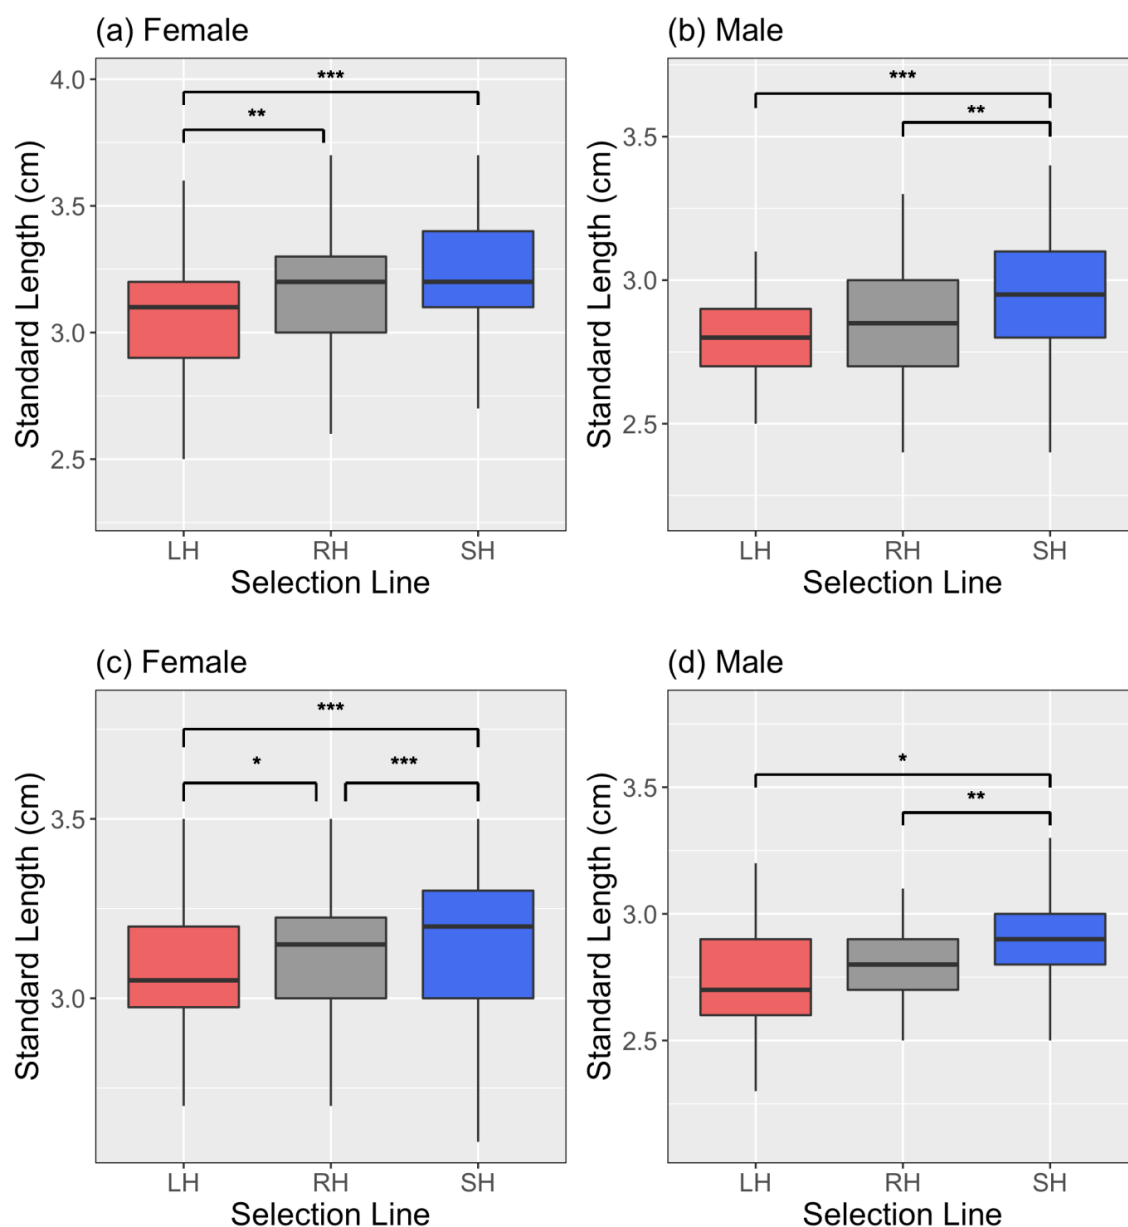 (a) Female
(b) Male
Standard Length (cm)
4.0
3.5
3.0
2.5
***
**
LH RH SH
Selection Line
Standard Length (cm)
3.5
3.0
2.5
***
**
LH RH SH
Selection Line
(c) Female
(d) Male
Standard Length (cm)
3.5
3.0
***
*
***
LH RH SH
Selection Line
Standard Length (cm)
3.5
3.0
2.5
*
**
LH RH SH
Selection Line